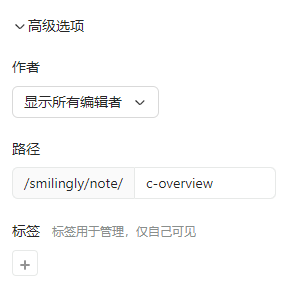 高级选项
作者
显示所有编辑者
路径
/smilingly/note/ c-overview
标签 标签用于管理，仅自己可见
+